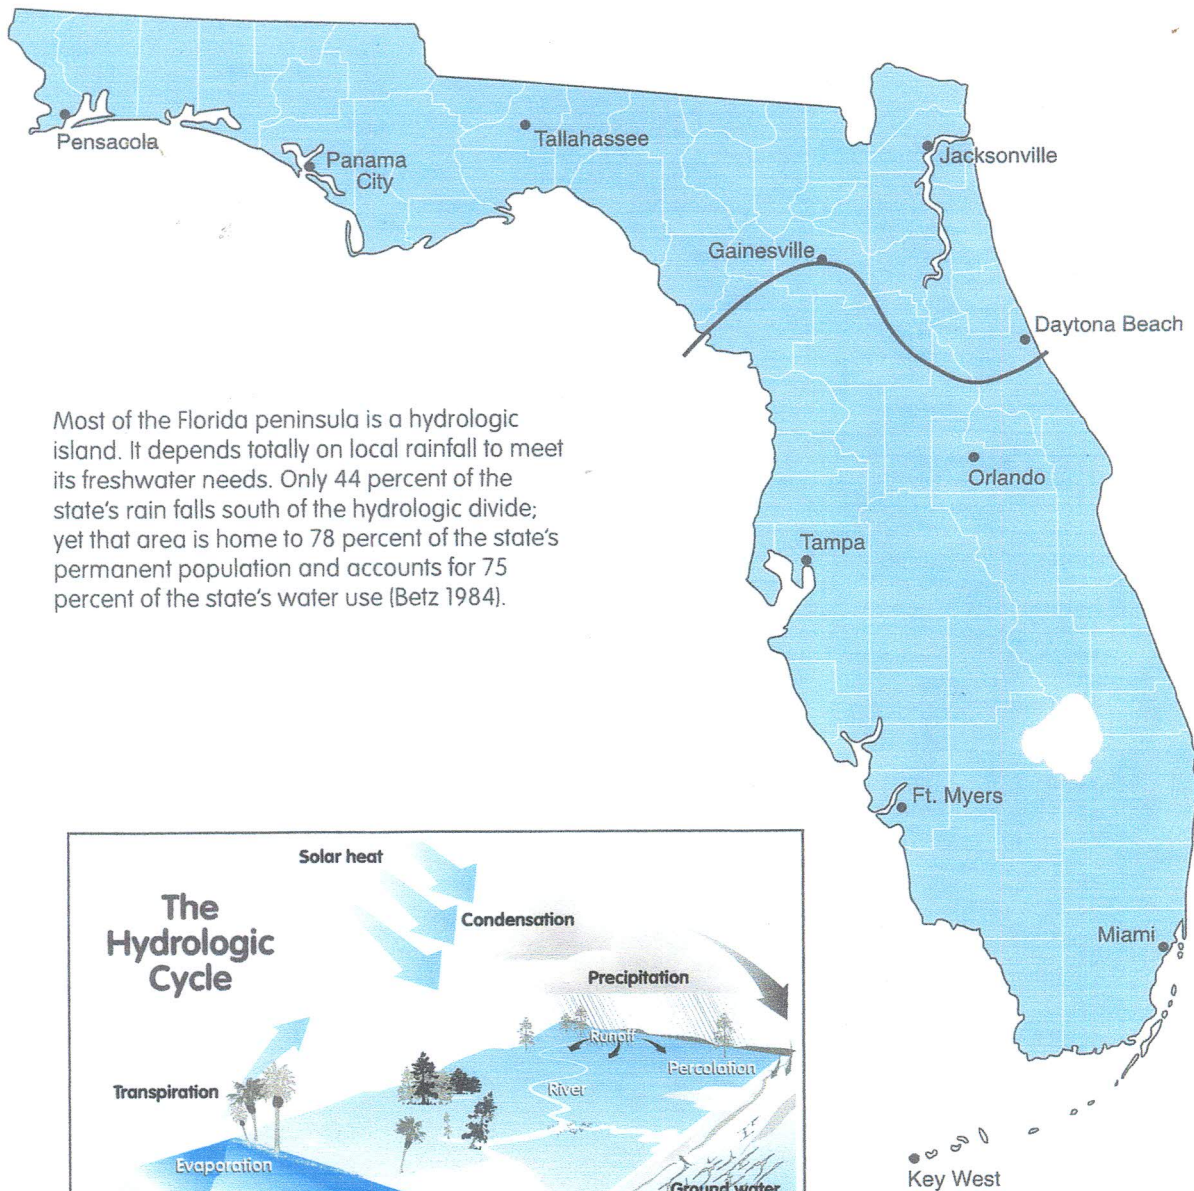 Pensacola
Panama
City
Tallahassee
Jacksonville
Gainesville
Daytona Beach
Orlando
Tampa
Ft. Myers
Miami
Key West
Most of the Florida peninsula is a hydrologic
island. It depends totally on local rainfall to meet
its freshwater needs. Only 44 percent of the
state's rain falls south of the hydrologic divide;
yet that area is home to 78 percent of the state's
permanent population and accounts for 75
percent of the state's water use (Betz 1984).
The
Hydrologic
Cycle
Solar heat
Condensation
Precipitation
Runoff
Percolation
River
Transpiration
Evaporation
Ground water